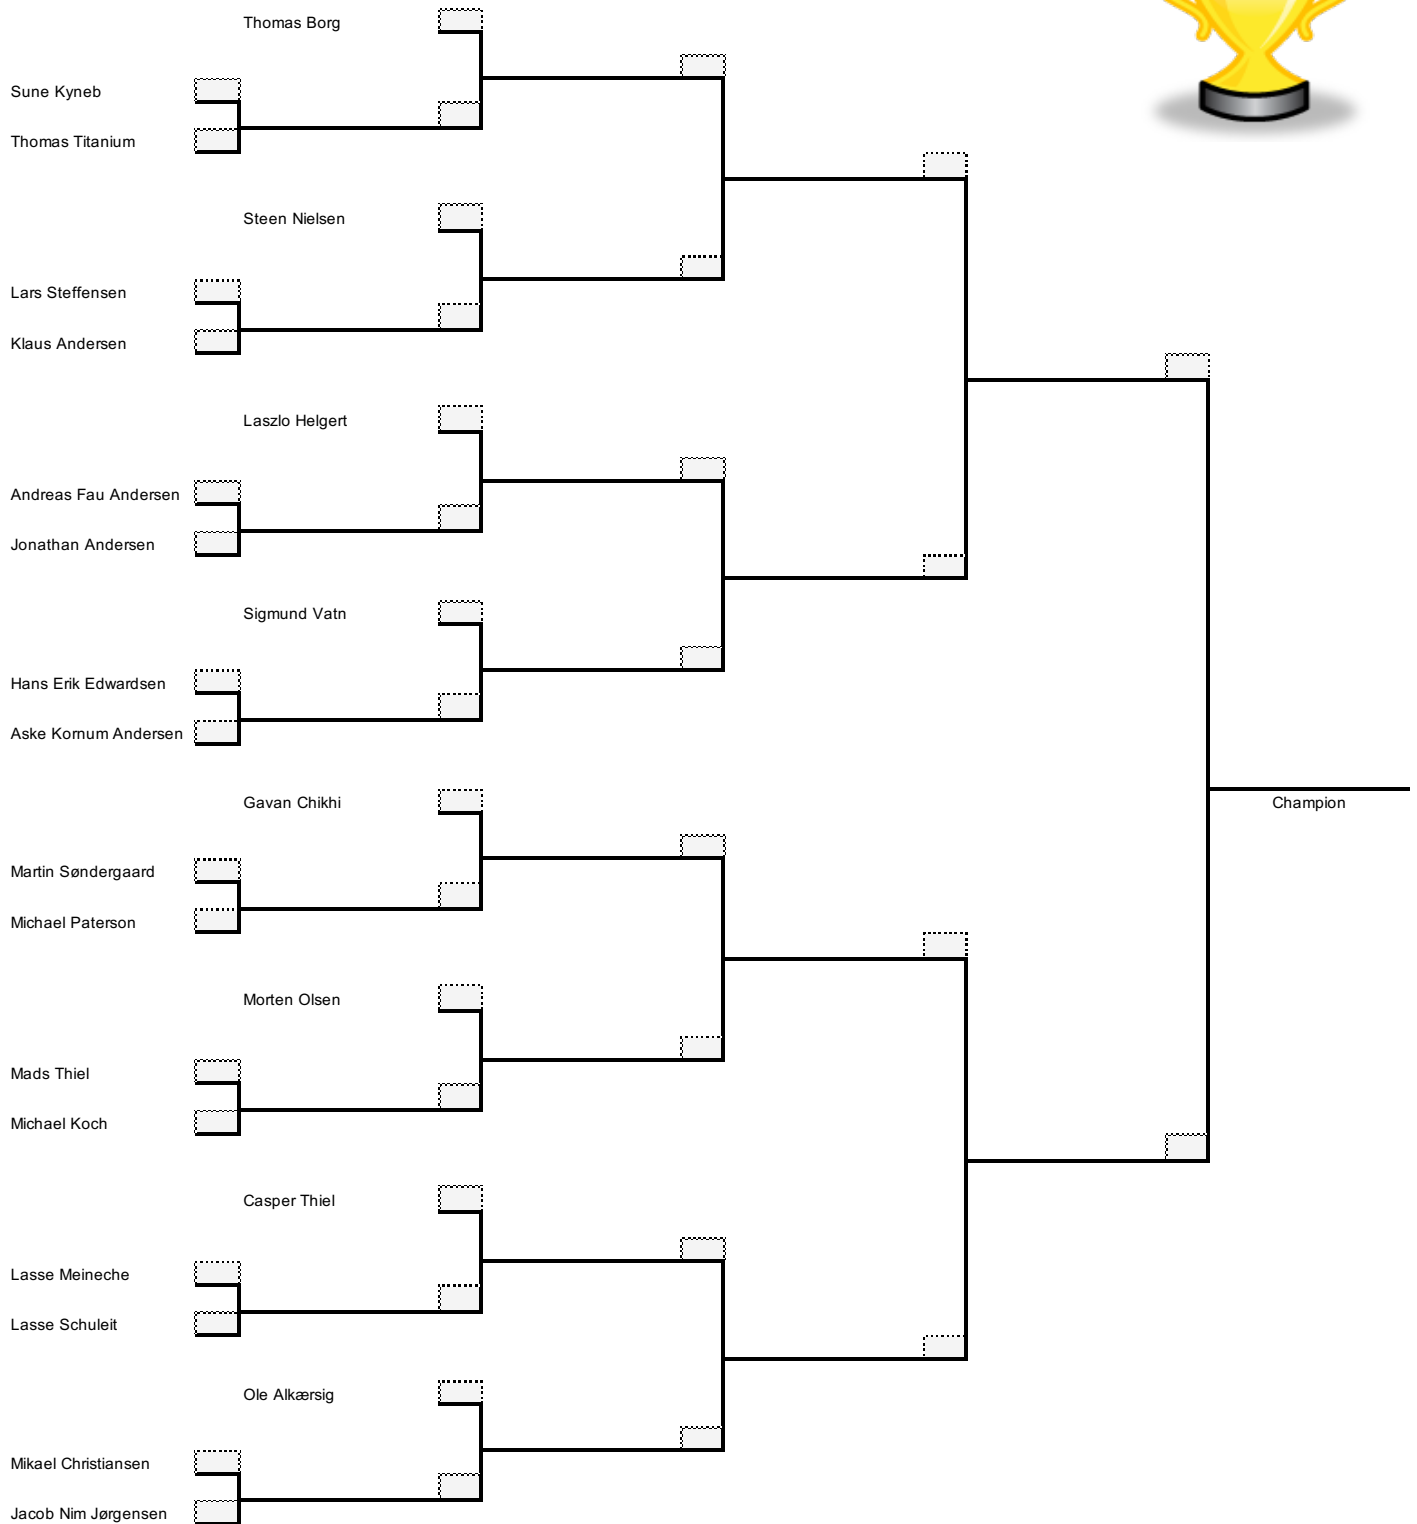 Thomas Borg
Sune Kyneb
Thomas Titanium
Steen Nielsen
Lars Steffensen
Klaus Andersen
Laszlo Helgert
Andreas Fau Andersen
Jonathan Andersen
Sigmund Vatn
Hans Erik Edwardsen
Aske Kornum Andersen
Gavan Chikhi
Champion
Martin Søndergaard
Michael Paterson
Morten Olsen
Mads Thiel
Michael Koch
Casper Thiel
Lasse Meineche
Lasse Schuleit
Ole Alkærsig
Mikael Christiansen
Jacob Nim Jørgensen